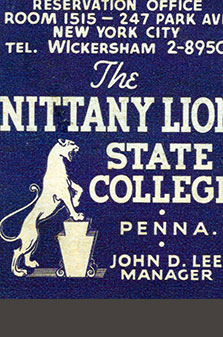 RESERVATION OFFICE
ROOM 1515 — 247 PARK AV
NEW YORK CITY
TEL. WICKERSHAM 2-8950
The
NITTANY LION
STATE
COLLEGE
•
PENNA.
•
JOHN D. LEE
MANAGER